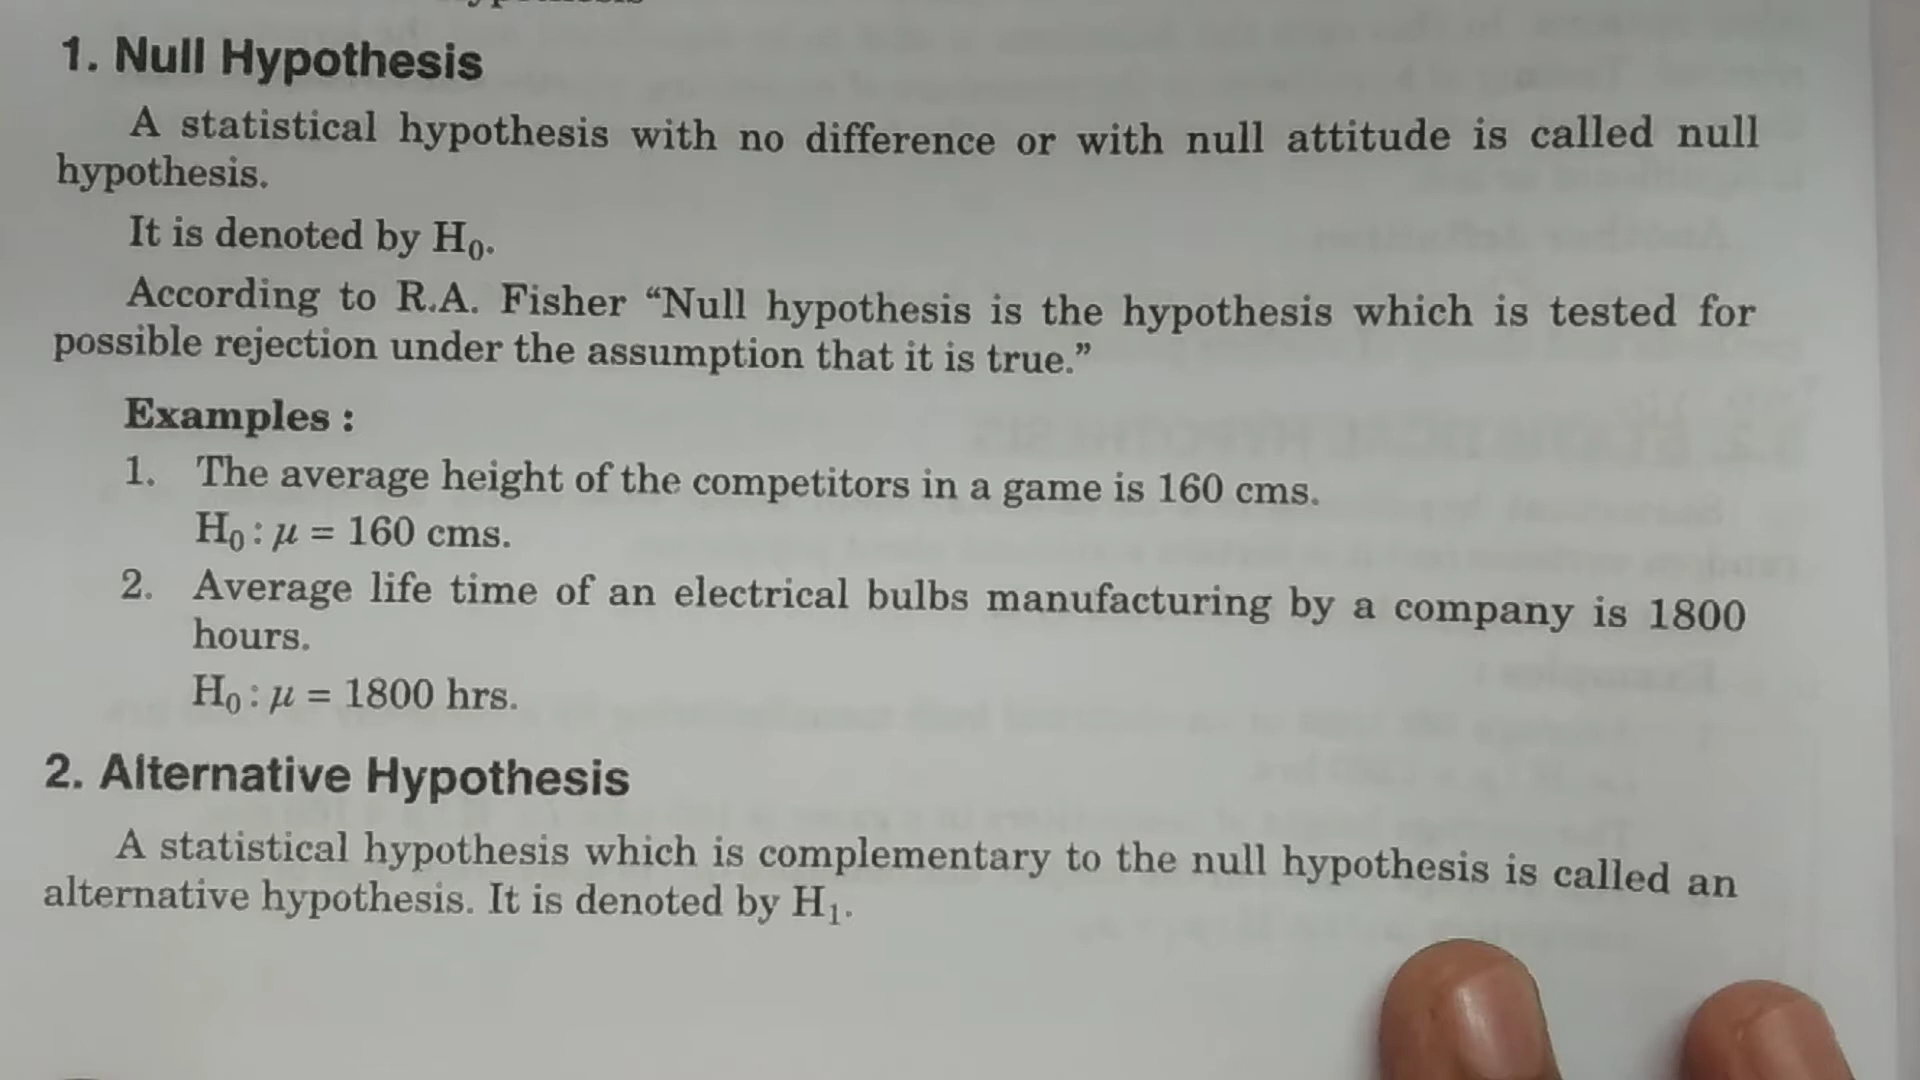 1. Null Hypothesis
A statistical hypothesis with no difference or with null attitude is called null
hypothesis.
It is denoted by H₀.
According to R.A. Fisher “Null hypothesis is the hypothesis which is tested for
possible rejection under the assumption that it is true.”
Examples :
1. The average height of the competitors in a game is 160 cms.
H₀ : μ = 160 cms.
2. Average life time of an electrical bulbs manufacturing by a company is 1800
hours.
H₀ : μ = 1800 hrs.
2. Alternative Hypothesis
A statistical hypothesis which is complementary to the null hypothesis is called an
alternative hypothesis. It is denoted by H₁.